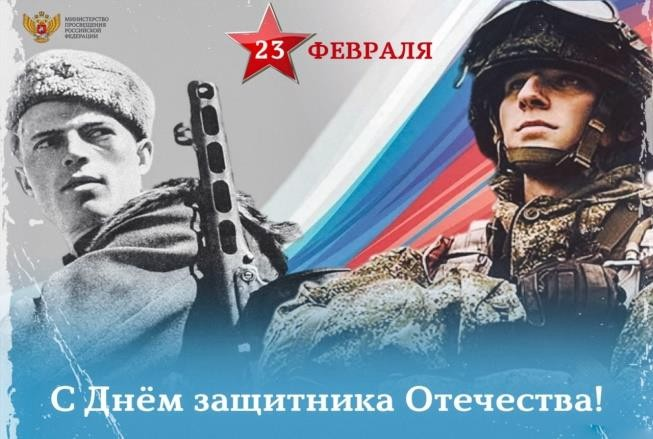 МИНИСТЕРСТВО
ПРОСВЕЩЕНИЯ
РОССИЙСКОЙ
ФЕДЕРАЦИИ
23 ФЕВРАЛЯ
С Днём защитника Отечества!